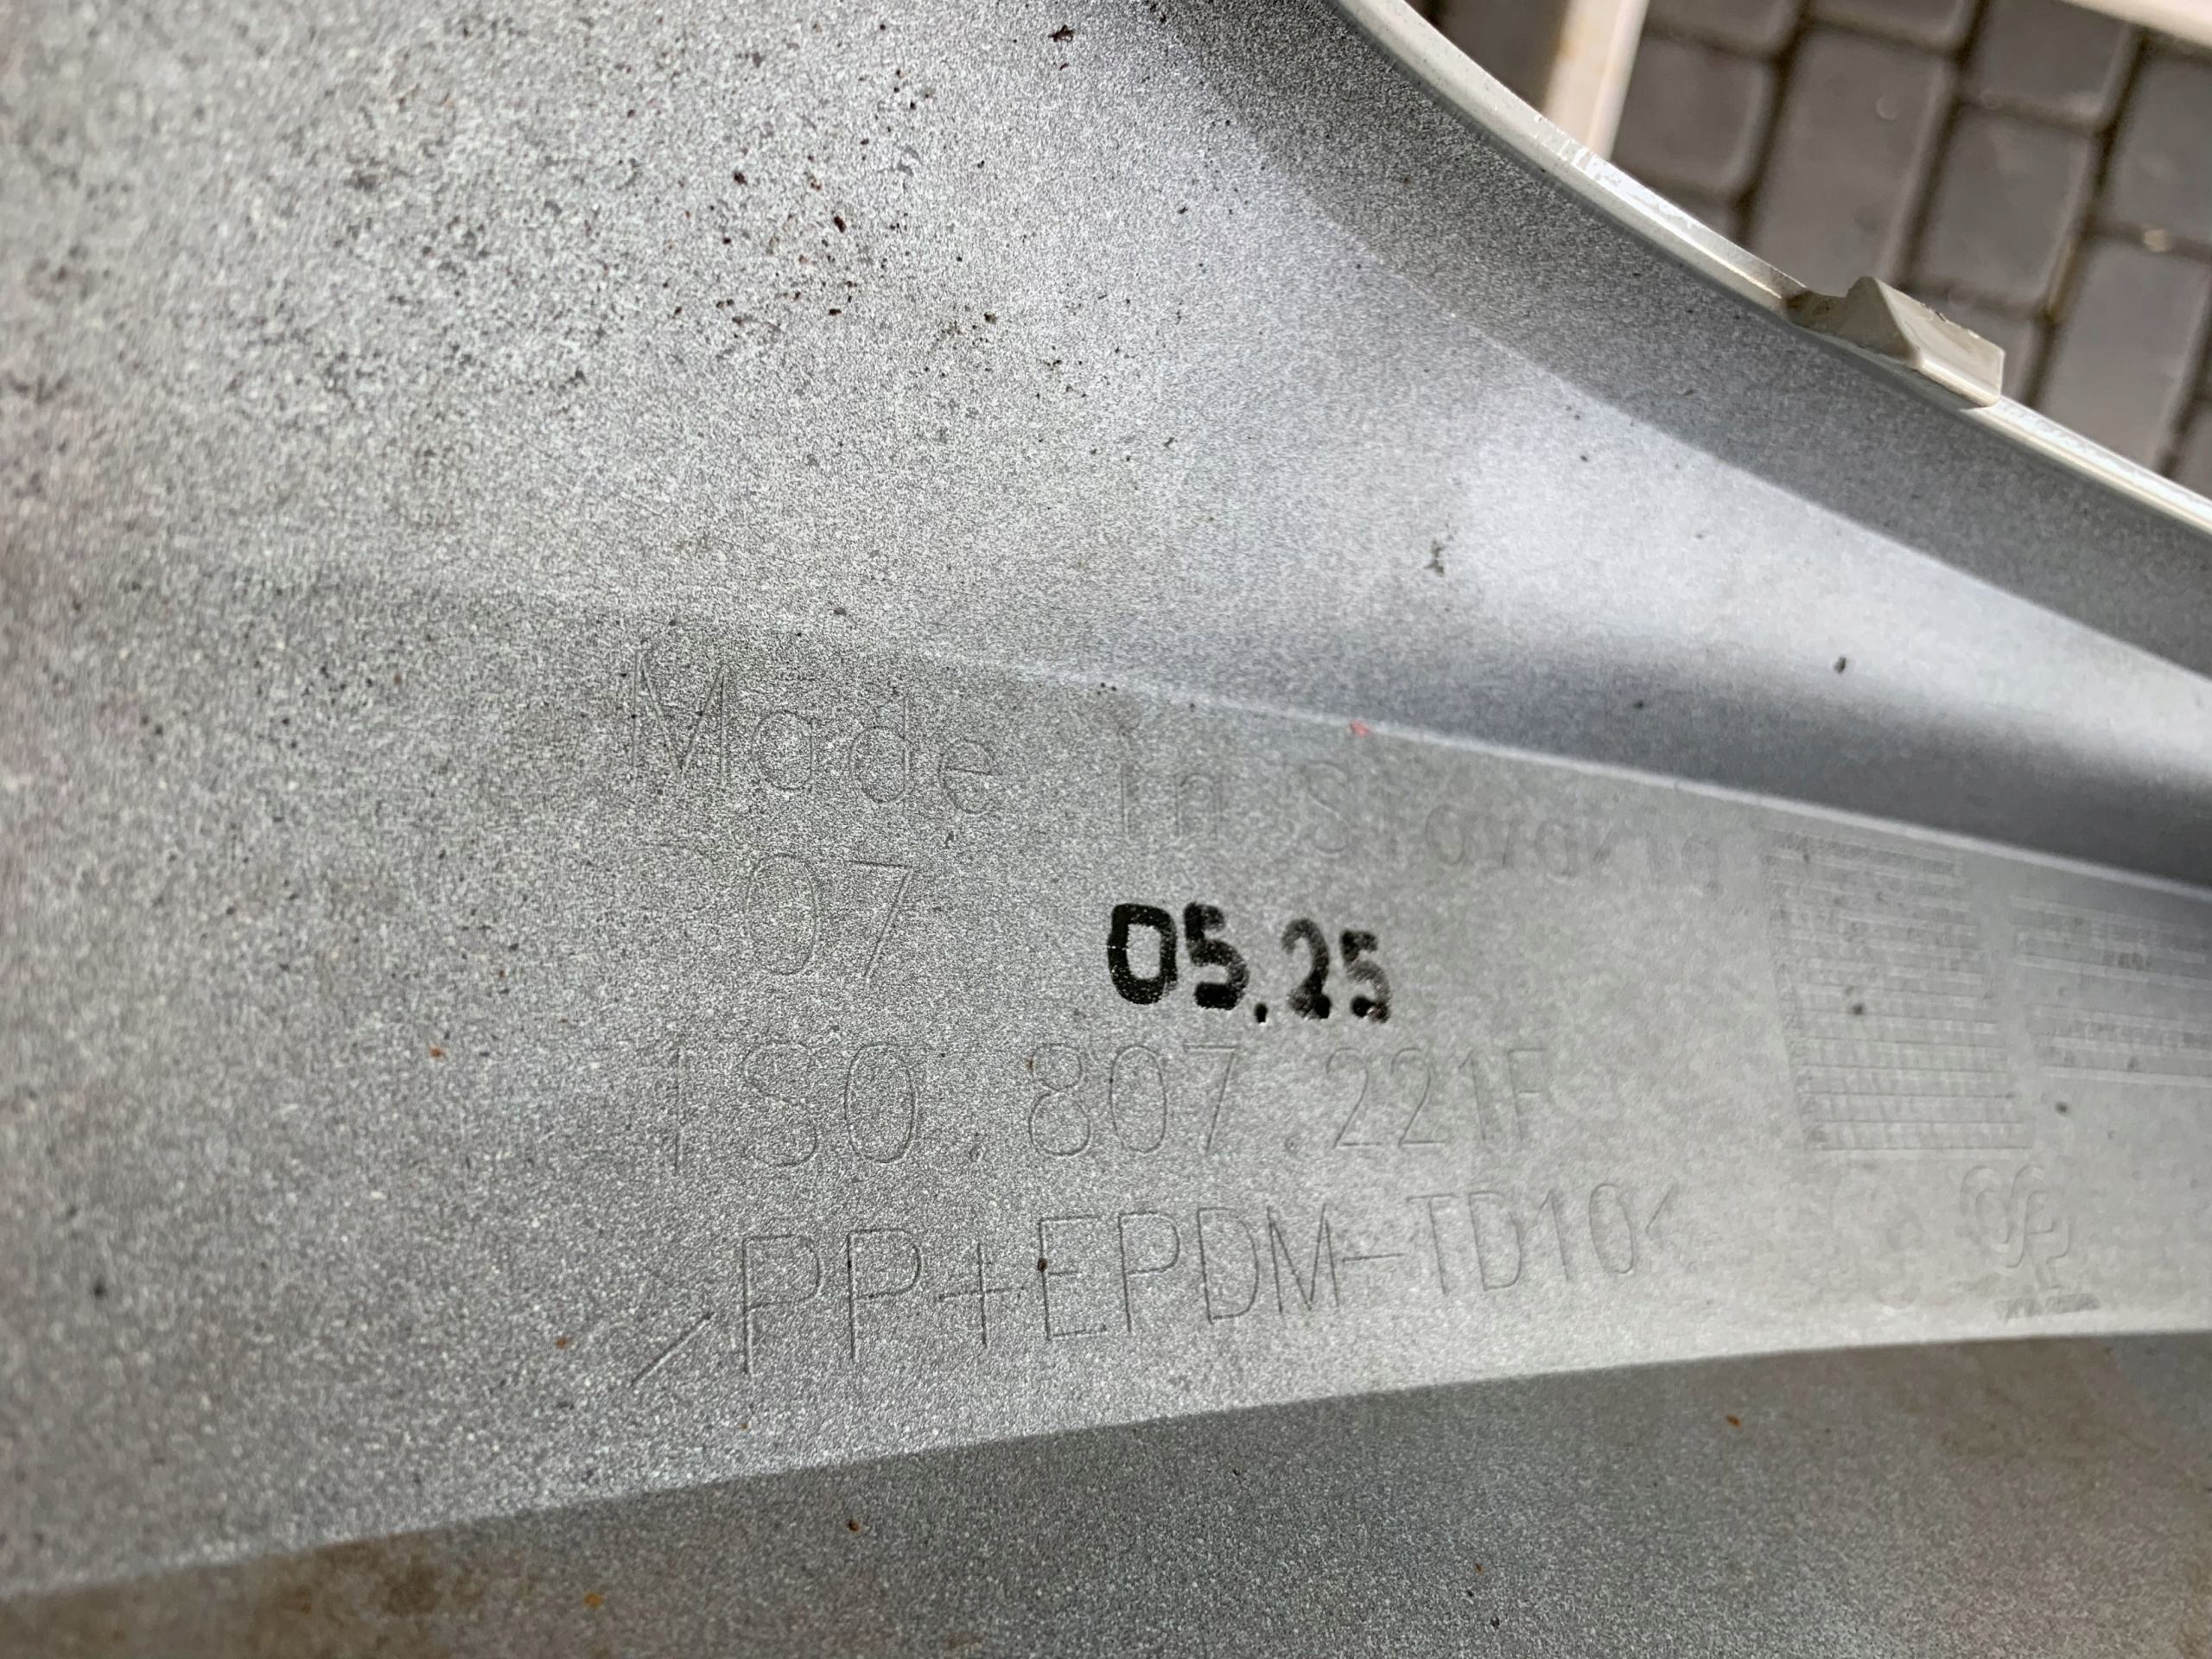 Made in Slovakia
07
05.25
1S0.807.221F
>PP+EPDM-TD10<